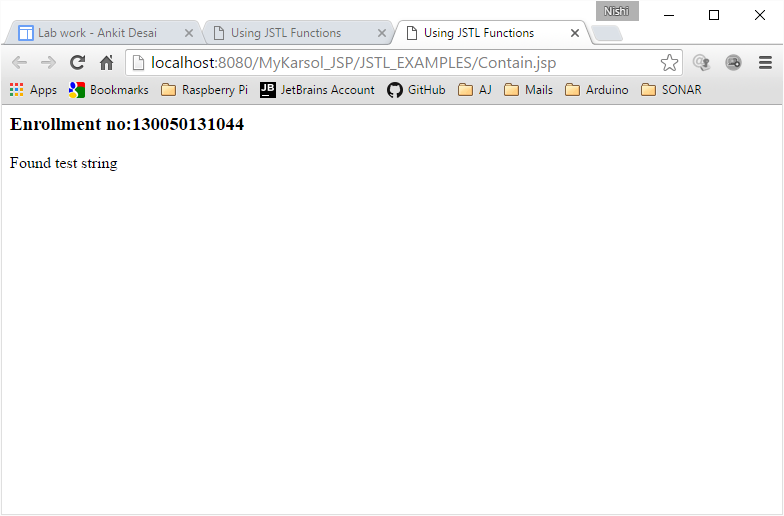 Nishi
Lab work - Ankit Desai
Using JSTL Functions
Using JSTL Functions
localhost:8080/MyKarsol_JSP/JSTL_EXAMPLES/Contain.jsp
Apps Bookmarks Raspberry Pi JB JetBrains Account GitHub AJ Mails Arduino SONAR
Enrollment no:130050131044
Found test string